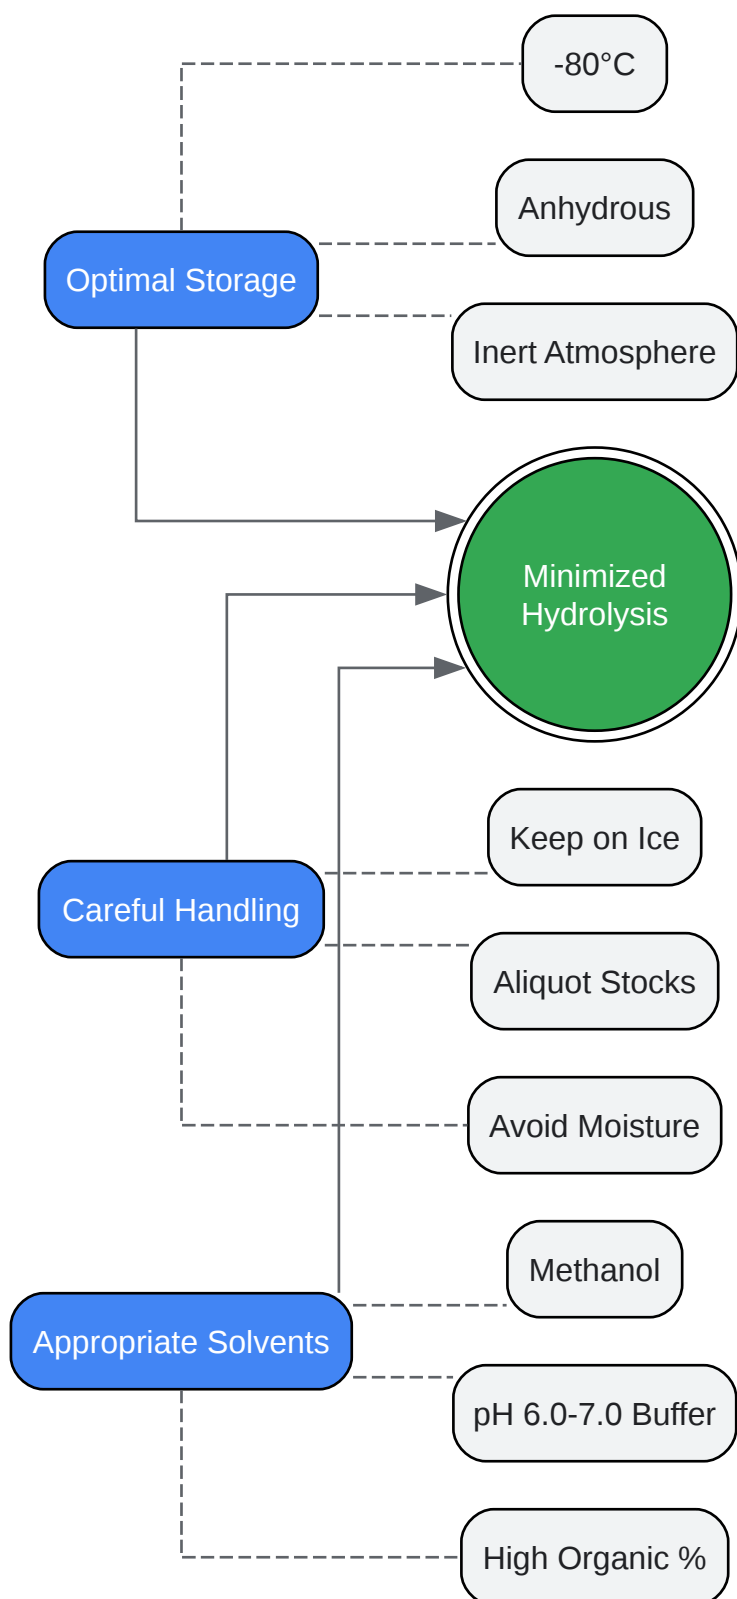 -80°C
Anhydrous
Optimal Storage
Inert Atmosphere
Minimized
Hydrolysis
Keep on Ice
Careful Handling
Aliquot Stocks
Avoid Moisture
Methanol
Appropriate Solvents
pH 6.0-7.0 Buffer
High Organic %